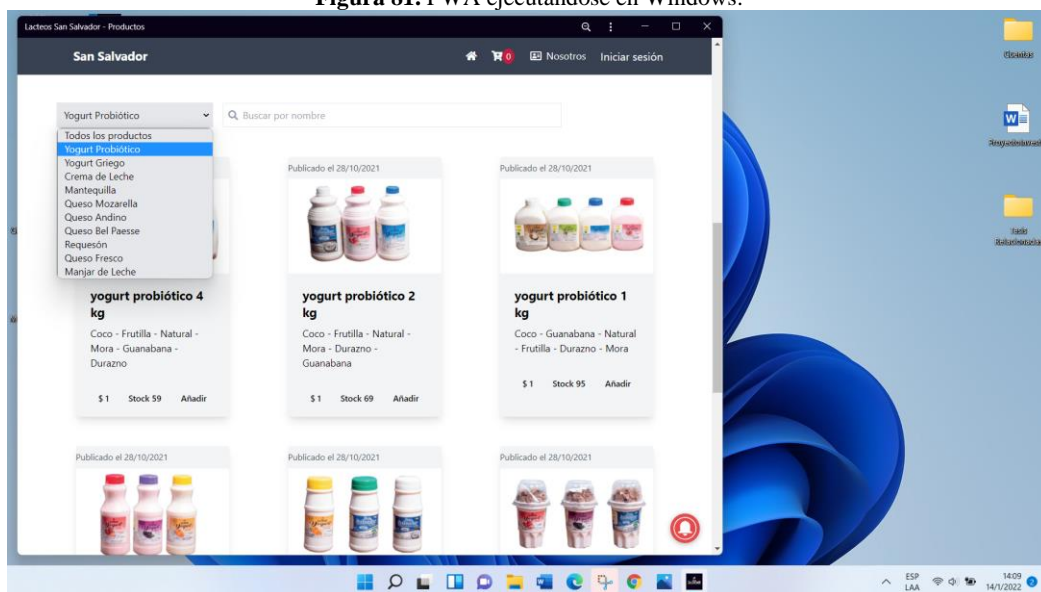 Figura 81. PWA ejecutándose en Windows.
Lacteos San Salvador - Productos
San Salvador
0
Nosotros
Iniciar sesión
Yogurt Probiótico
Buscar por nombre
Todos los productos
Yogurt Probiótico
Yogurt Griego
Crema de Leche
Mantequilla
Queso Mozarella
Queso Andino
Queso Bel Paesse
Requesón
Queso Fresco
Manjar de Leche
yogurt probiótico 4
kg
Coco - Frutilla - Natural -
Mora - Guanabana -
Durazno
$ 1 Stock 59 Añadir
Publicado el 28/10/2021
yogurt probiótico 2
kg
Coco - Frutilla - Natural -
Mora - Durazno -
Guanabana
$ 1 Stock 69 Añadir
Publicado el 28/10/2021
yogurt probiótico 1
kg
Coco - Guanabana - Natural
- Frutilla - Durazno - Mora
$ 1 Stock 95 Añadir
Publicado el 28/10/2021
Publicado el 28/10/2021
Publicado el 28/10/2021
Tesis
ESP
LAA
14:09
14/1/2022
2